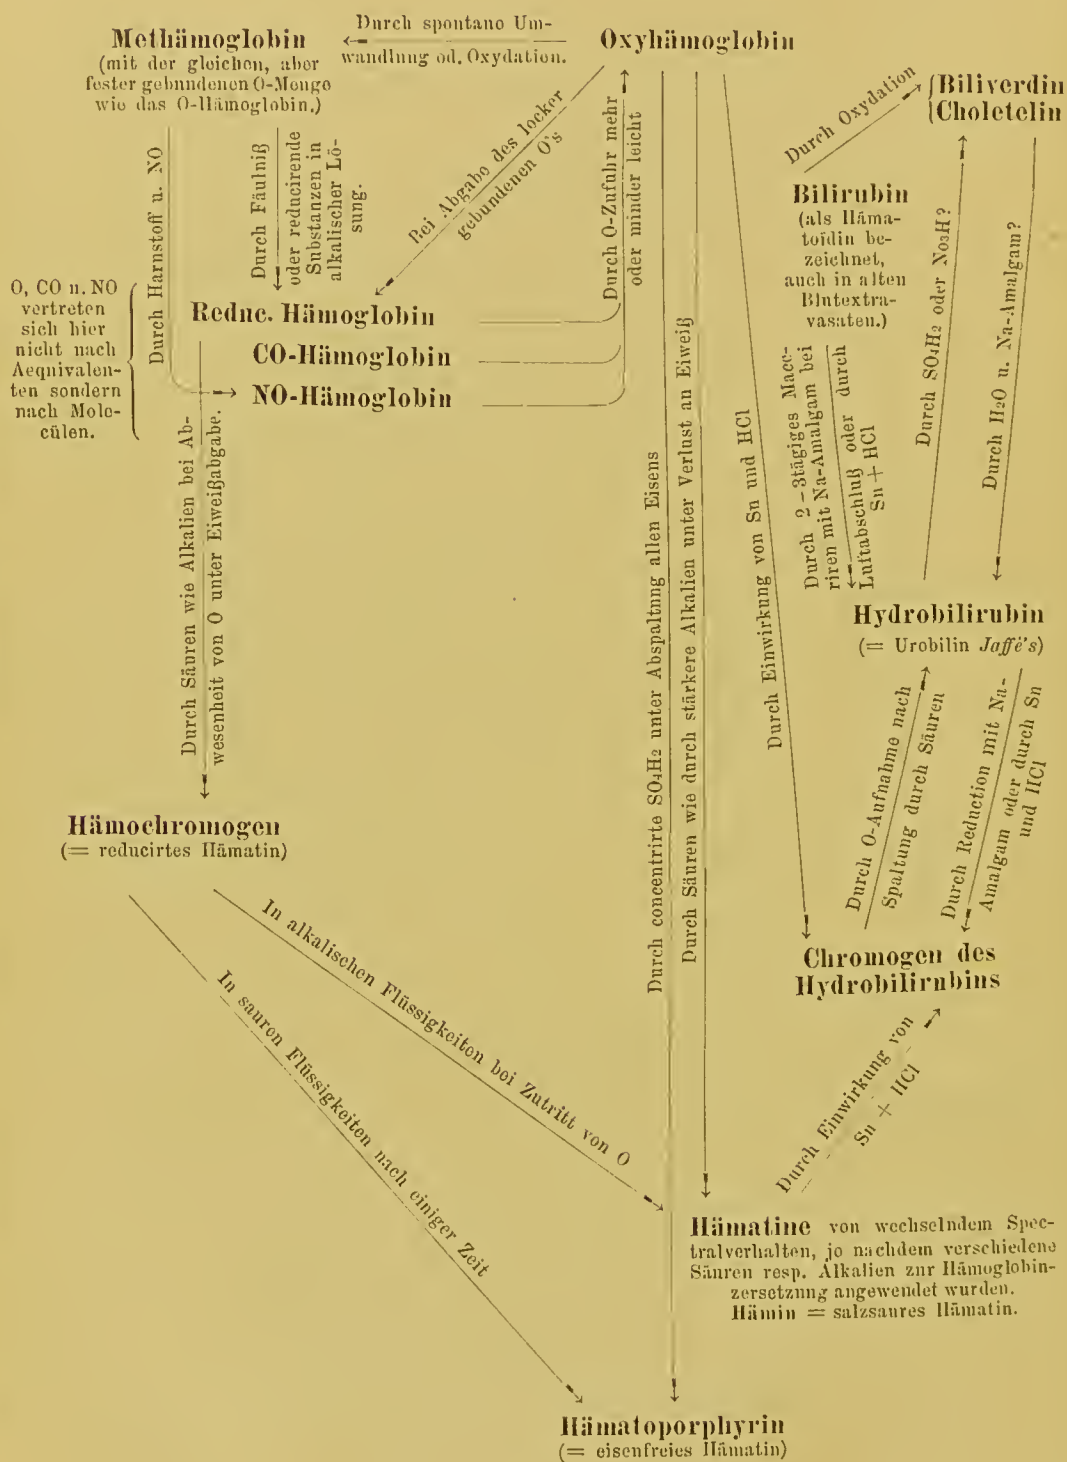 Methämoglobin
(mit der gleichen, aber
fester gebundenen O-Menge
wie das O-Hämoglobin.)
Durch spontane Um-
wandlung od. Oxydation.
Oxyhämoglobin
Durch Oxydation
Biliverdin
Choletelin
Bilirubin
(als Häma-
toïdin be-
zeichnet,
auch in alten
Blutextra-
vasaten.)
Durch Harnstoff u. NO
Durch Fäulniß
oder reducirende
Substanzen in
alkalischer Lö-
sung.
Bei Abgabe des locker
gebundenen O's
Durch O-Zufuhr mehr
oder minder leicht
O, CO u. NO
vertreten
sich hier
nicht nach
Aequivalen-
ten sondern
nach Mole-
cülen.
Reduc. Hämoglobin
CO-Hämoglobin
NO-Hämoglobin
Durch Säuren wie Alkalien bei Ab-
wesenheit von O unter Eiweißabgabe.
Durch concentrirte SO4H2 unter Abspaltung allen Eisens
Durch Säuren wie durch stärkere Alkalien unter Verlust an Eiweiß
Durch Einwirkung von Sn und HCl
Durch 2-3tägiges Mace-
riren mit Na-Amalgam bei
Luftabschluß oder durch
Sn + HCl
Durch SO4H2 oder No3H?
Durch H2O u. Na-Amalgam?
Hydrobilirubin
(= Urobilin Jaffé's)
Durch O-Aufnahme nach
Spaltung durch Säuren
Durch Reduction mit Na-
Amalgam oder durch Sn
und HCl
Chromogen des
Hydrobilirubins
Hämochromogen
(= reducirtes Hämatin)
In alkalischen Flüssigkeiten bei Zutritt von O
In sauren Flüssigkeiten nach einiger Zeit
Durch Einwirkung von
Sn + HCl
Hämatine von wechselndem Spec-
tralverhalten, je nachdem verschiedene
Säuren resp. Alkalien zur Hämoglobin-
zersetzung angewendet wurden.
Hämin = salzsaures Hämatin.
Hämatoporphyrin
(= eisenfreies Hämatin)